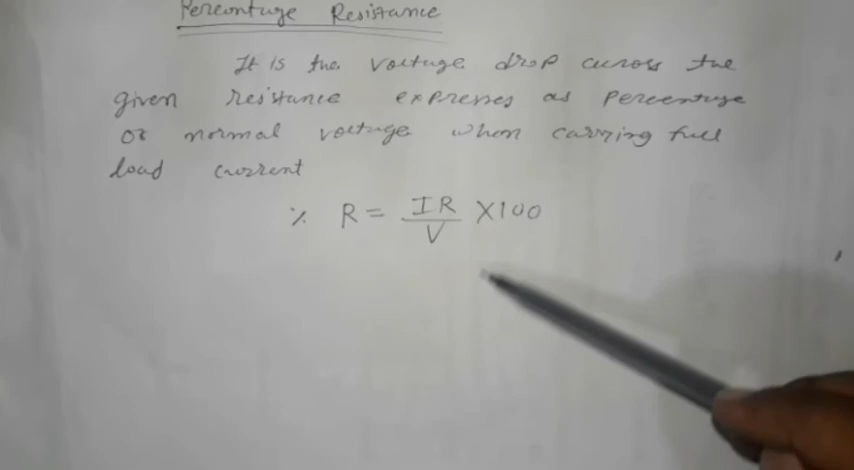 Percentage Resistance
It is the voltage drop across the
given resistance expresses as percentage
or normal voltage when carrying full
load current
% R = IR/V X100